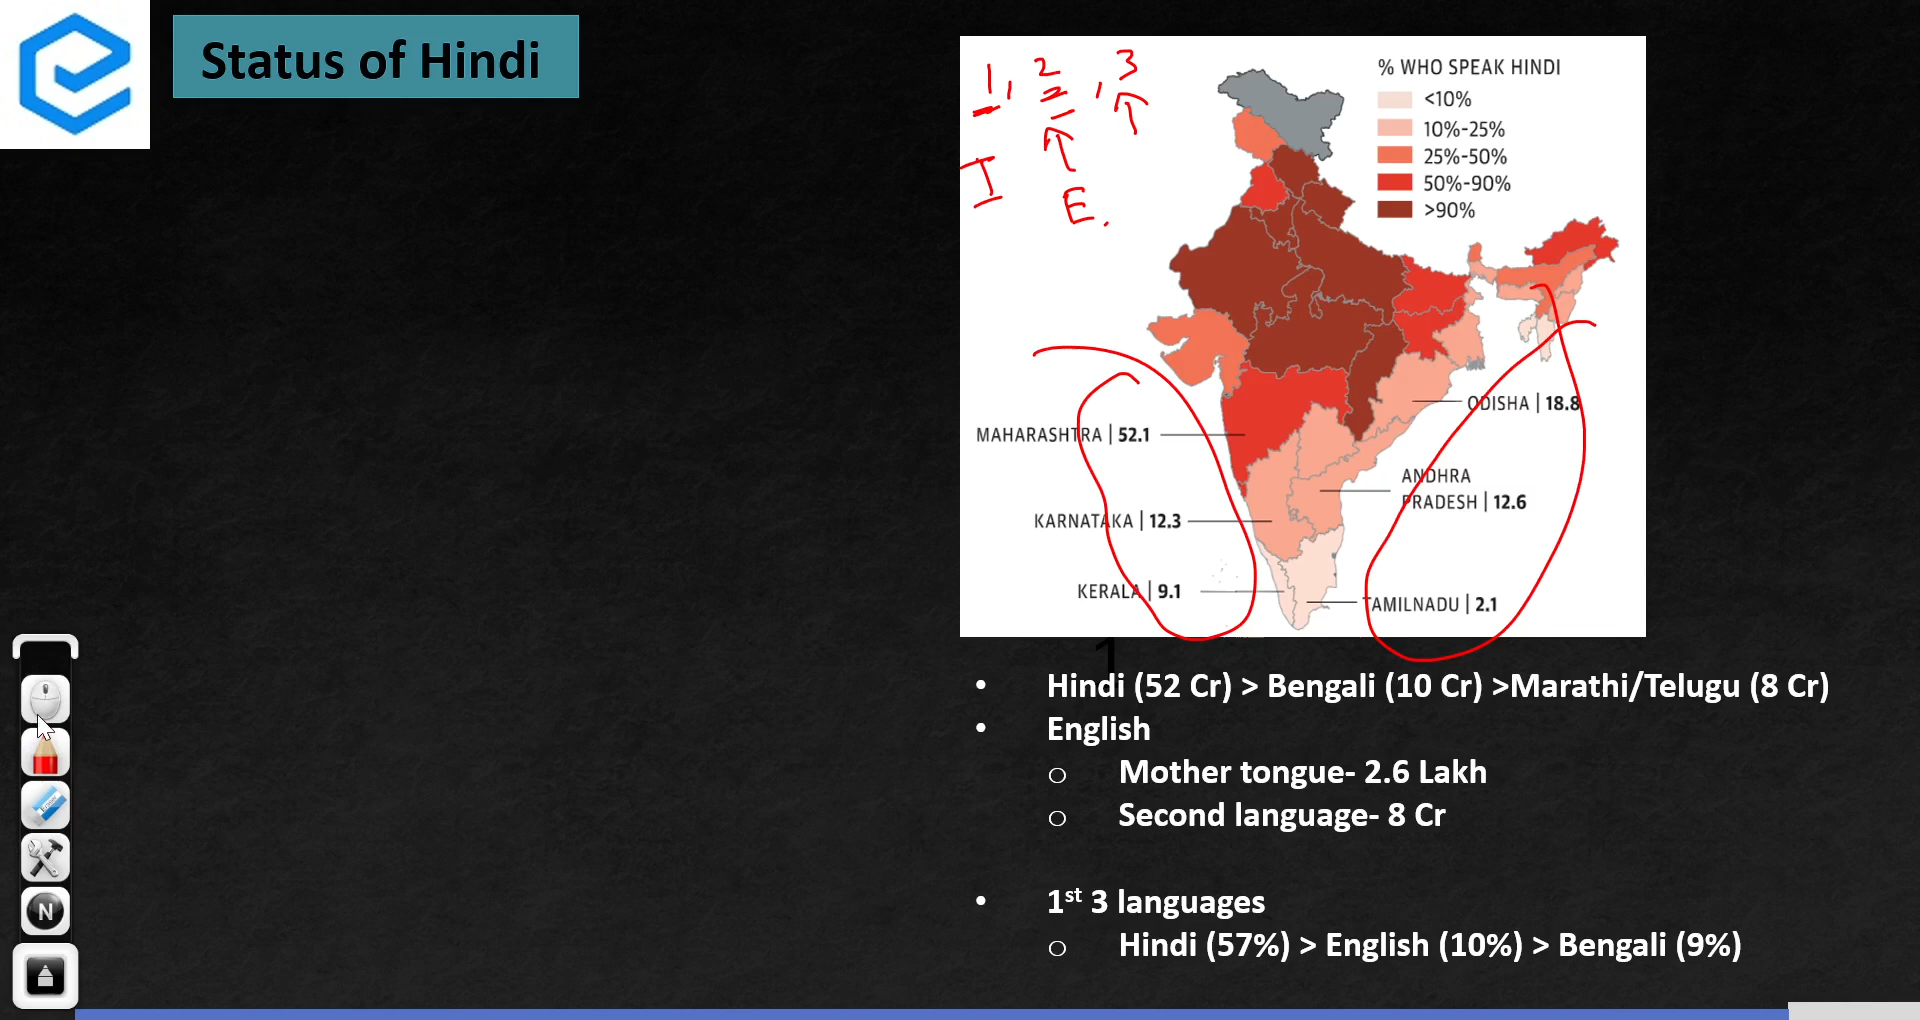 Status of Hindi
1, 2, 3
I E.
% WHO SPEAK HINDI
<10%
10%-25%
25%-50%
50%-90%
>90%
ODISHA | 18.8
MAHARASHTRA | 52.1
ANDHRA
PRADESH | 12.6
KARNATAKA | 12.3
KERALA | 9.1
TAMILNADU | 2.1
1
• Hindi (52 Cr) > Bengali (10 Cr) >Marathi/Telugu (8 Cr)
• English
o Mother tongue- 2.6 Lakh
o Second language- 8 Cr
• 1st 3 languages
o Hindi (57%) > English (10%) > Bengali (9%)
N